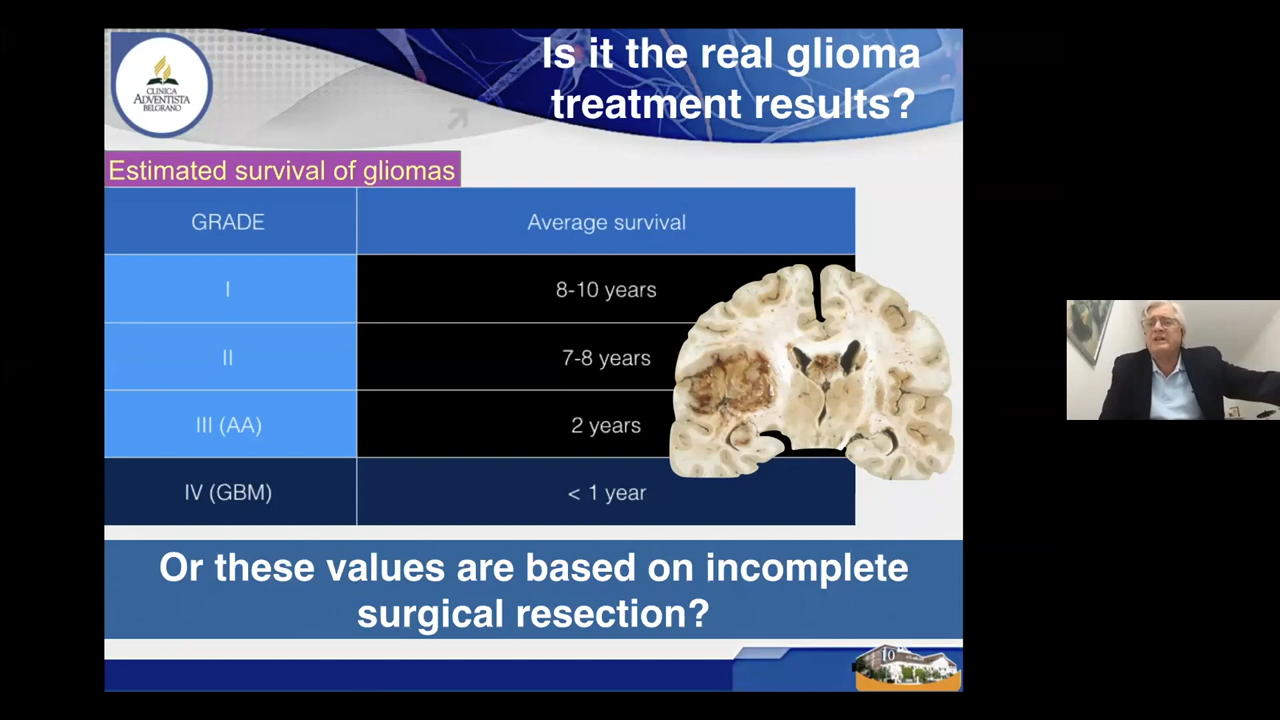 Is it the real glioma
treatment results?
CLINICA
ADVENTISTA
BELGRANO
Estimated survival of gliomas
GRADE Average survival
I 8-10 years
II 7-8 years
III (AA) 2 years
IV (GBM) < 1 year
Or these values are based on incomplete
surgical resection?
10